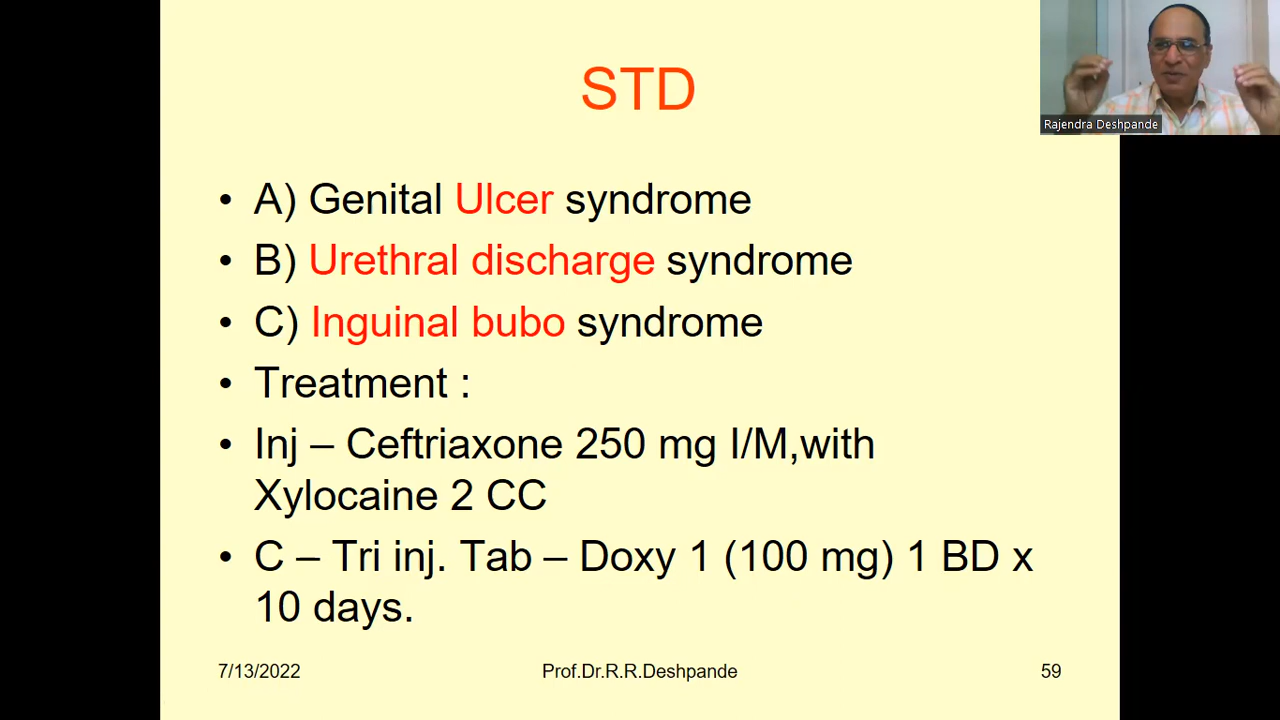 STD
Rajendra Deshpande
• A) Genital Ulcer syndrome
• B) Urethral discharge syndrome
• C) Inguinal bubo syndrome
• Treatment :
• Inj – Ceftriaxone 250 mg I/M,with
Xylocaine 2 CC
• C – Tri inj. Tab – Doxy 1 (100 mg) 1 BD x
10 days.
7/13/2022
Prof.Dr.R.R.Deshpande
59